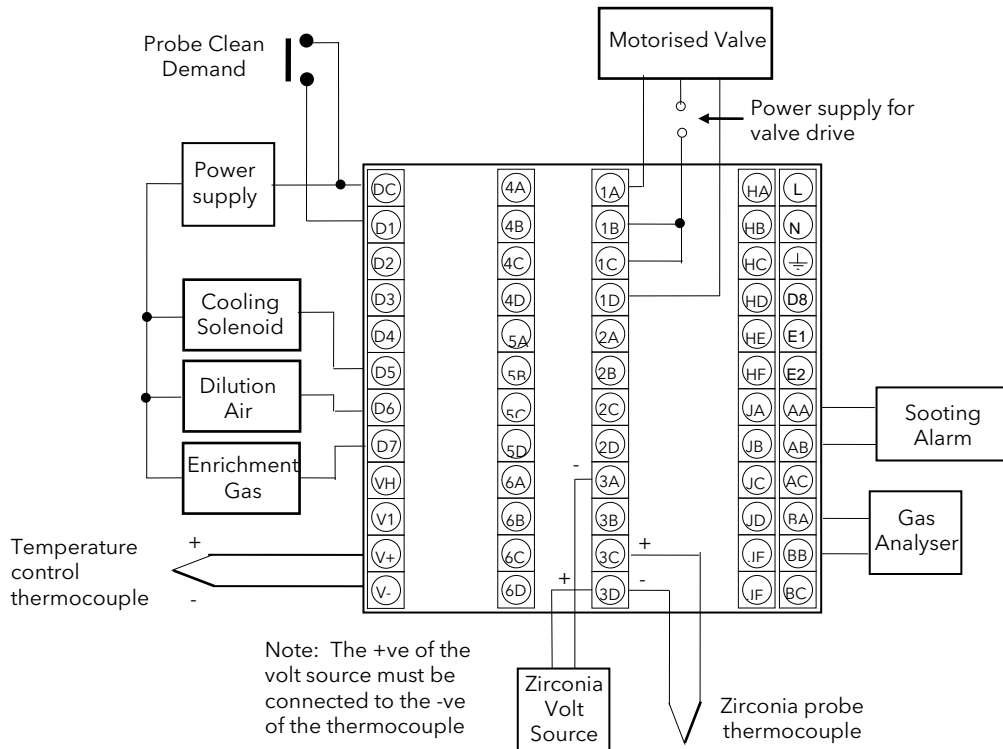 Probe Clean
Demand
Motorised Valve
Power supply for
valve drive
Power
supply
Cooling
Solenoid
Dilution
Air
Enrichment
Gas
Temperature
control
thermocouple
+
-
DC
D1
D2
D3
D4
D5
D6
D7
VH
V1
V+
V-
4A
4B
4C
4D
5A
5B
5C
5D
6A
6B
6C
6D
1A
1B
1C
1D
2A
2B
2C
2D
3A
3B
3C
3D
-
+
+
-
HA
HB
HC
HD
HE
HF
JA
JB
JC
JD
JF
JF
L
N
D8
E1
E2
AA
AB
AC
BA
BB
BC
Sooting
Alarm
Gas
Analyser
Note: The +ve of the
volt source must be
connected to the -ve
of the thermocouple
Zirconia
Volt
Source
Zirconia probe
thermocouple